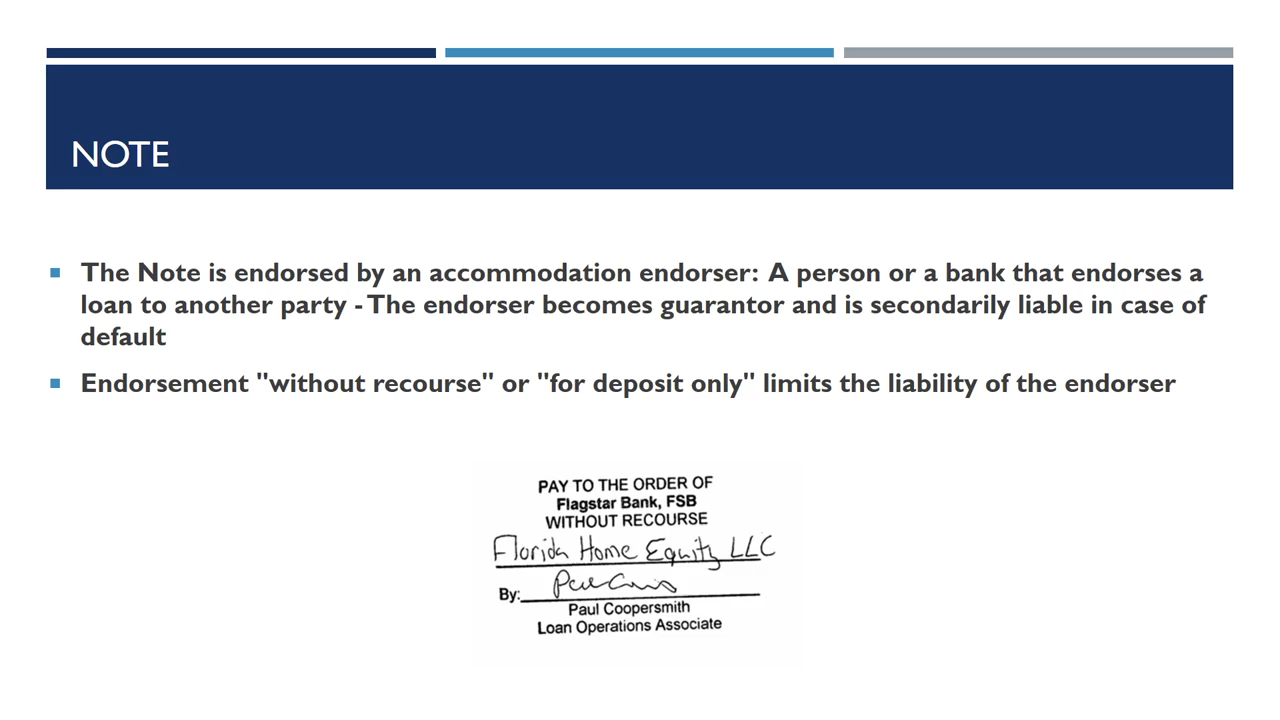 NOTE
The Note is endorsed by an accommodation endorser:  A person or a bank that endorses a
loan to another party - The endorser becomes guarantor and is secondarily liable in case of
default
Endorsement "without recourse" or "for deposit only" limits the liability of the endorser
PAY TO THE ORDER OF
Flagstar Bank, FSB
WITHOUT RECOURSE
Florida Home Equity LLC
By:
Paul Coopersmith
Loan Operations Associate